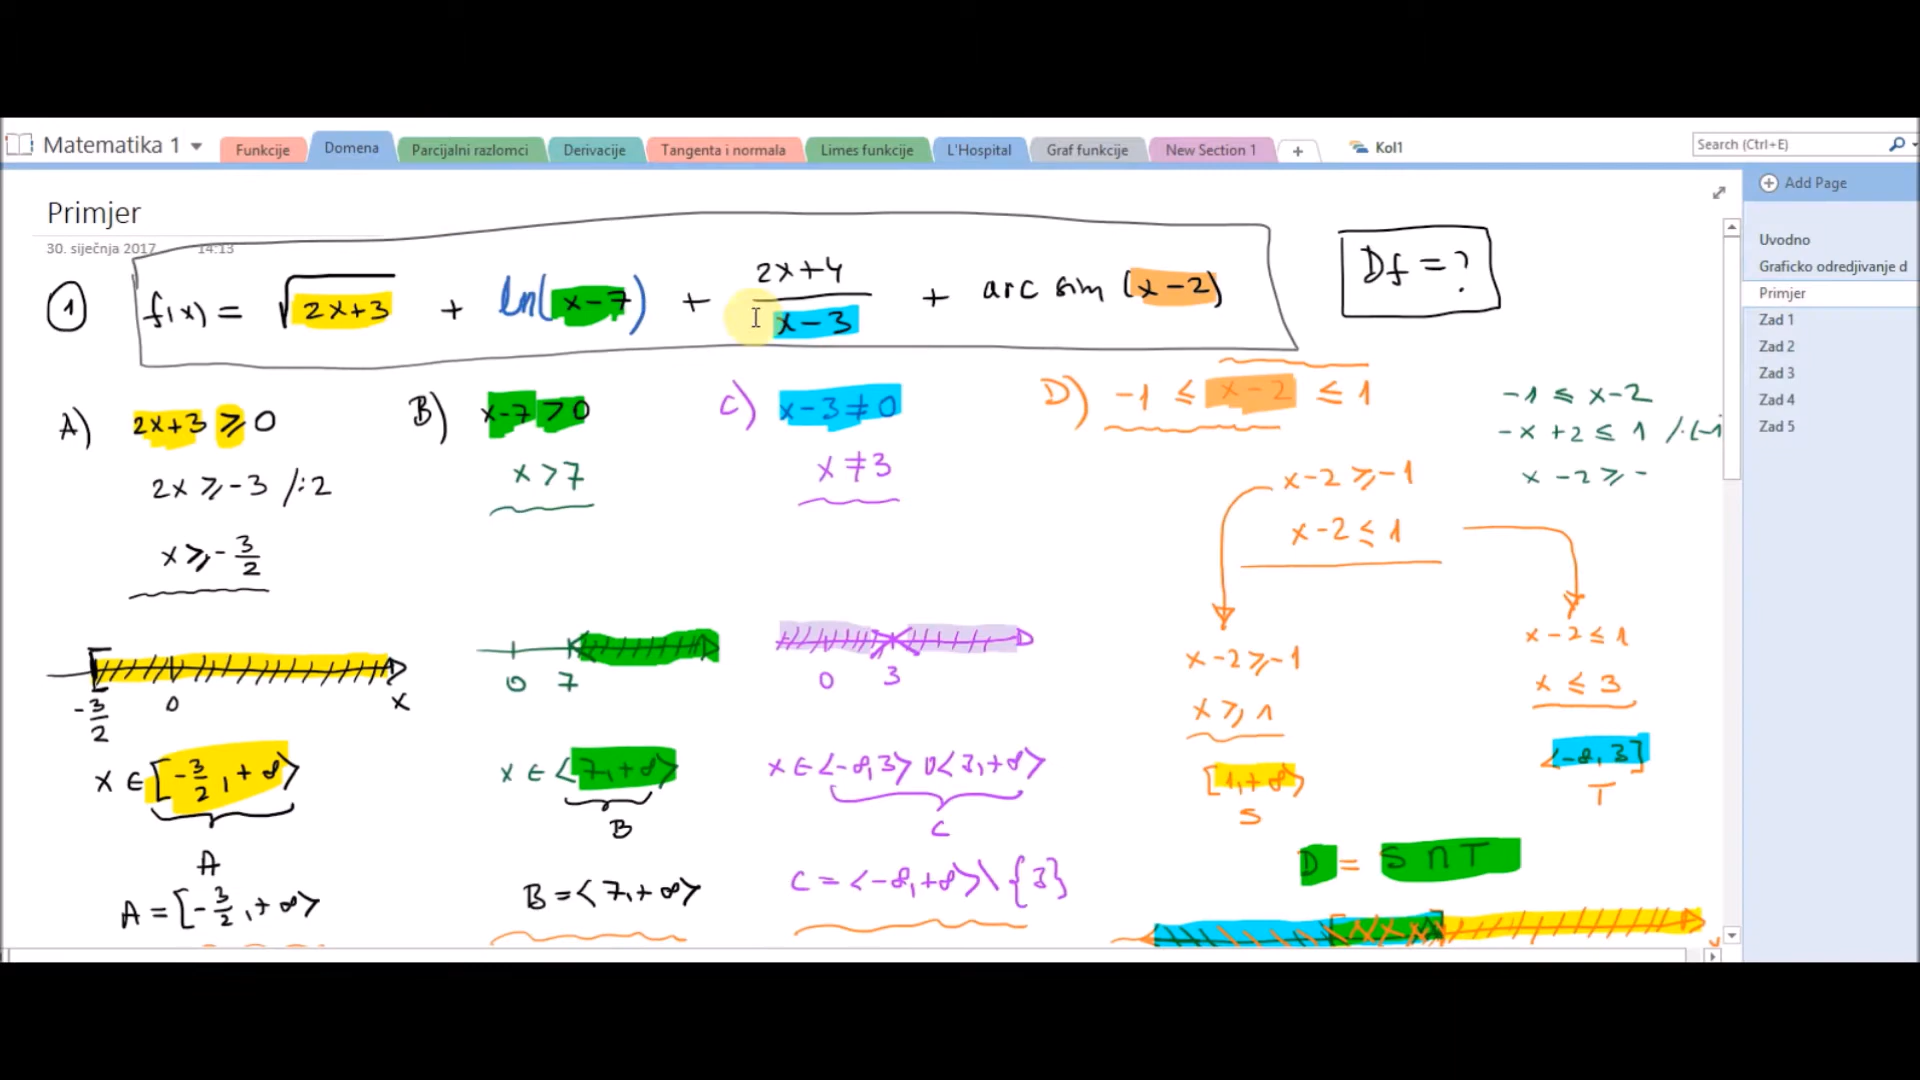 Matematika 1
Funkcije
Domena
Parcijalni razlomci
Derivacije
Tangenta i normala
Limes funkcije
L'Hospital
Graf funkcije
New Section 1
+
Kol1
Search (Ctrl+E)
Add Page
Uvodno
Graficko odredjivanje d
Primjer
Zad 1
Zad 2
Zad 3
Zad 4
Zad 5
Primjer
30. siječnja 2017 14:13
① f(x) = √(2x+3) + ln(x-7) + (2x+4)/(x-3) + arc sin (x-2)
Df = ?
A) 2x+3 ≥ 0
2x ≥ -3 /:2
x ≥ -3/2
-3/2 0 x
x ∈ [-3/2, +∞>
A
A = [-3/2, +∞>
B) x-7 > 0
x > 7
0 7
x ∈ <7, +∞>
B
B = <7, +∞>
C) x-3 ≠ 0
x ≠ 3
0 3
x ∈ <-∞, 3> ∪ <3, +∞>
C
C = <-∞, +∞> \ {3}
D) -1 ≤ x-2 ≤ 1
x-2 ≥ -1
x-2 ≤ 1
x-2 ≥ -1
x ≥ 1
[1, +∞>
S
x-2 ≤ 1
x ≤ 3
<-∞, 3]
T
D = S ∩ T
-1 ≤ x-2
-x +2 ≤ 1 /·(-1
x -2 ≥ -